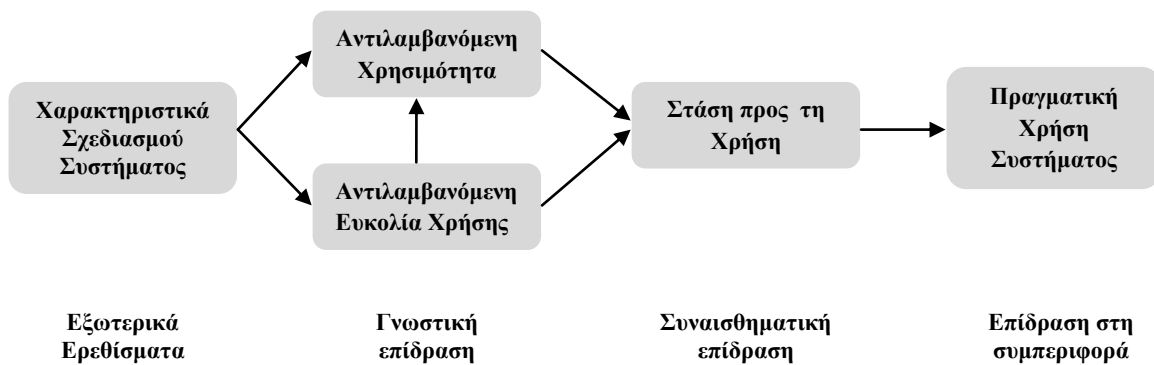 Αντιλαμβανόμενη
Χρησιμότητα
Χαρακτηριστικά
Σχεδιασμού
Συστήματος
Αντιλαμβανόμενη
Ευκολία Χρήσης
Στάση προς τη
Χρήση
Πραγματική
Χρήση
Συστήματος
Εξωτερικά
Ερεθίσματα
Γνωστική
επίδραση
Συναισθηματική
επίδραση
Επίδραση στη
συμπεριφορά